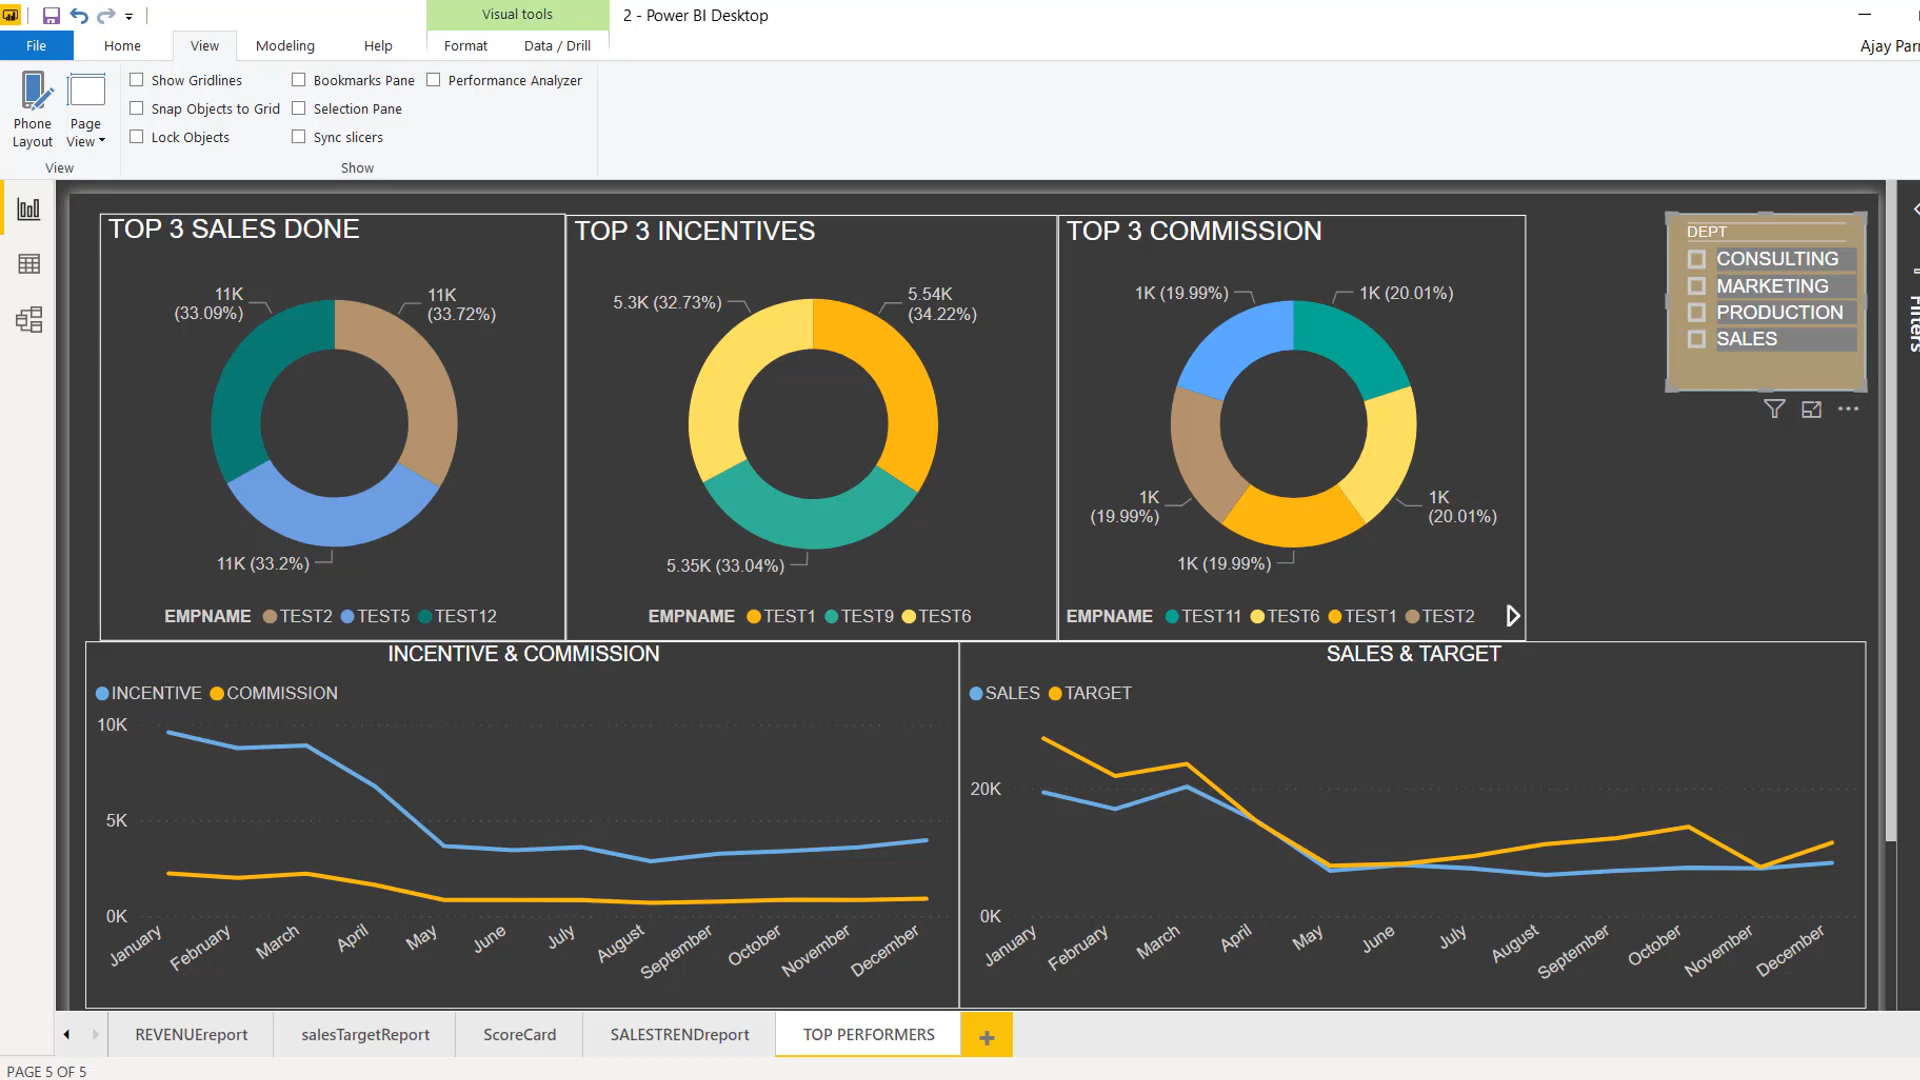 Visual tools
2 - Power BI Desktop
File Home View Modeling Help Format Data / Drill
Show Gridlines Bookmarks Pane Performance Analyzer
Snap Objects to Grid Selection Pane
Lock Objects Sync slicers
Phone Layout
Page View
View
Show
Ajay
TOP 3 SALES DONE
11K (33.09%)
11K (33.72%)
11K (33.2%)
EMPNAME TEST2 TEST5 TEST12
TOP 3 INCENTIVES
5.3K (32.73%)
5.54K (34.22%)
5.35K (33.04%)
EMPNAME TEST1 TEST9 TEST6
TOP 3 COMMISSION
1K (19.99%)
1K (20.01%)
1K (19.99%)
1K (20.01%)
1K (19.99%)
EMPNAME TEST11 TEST6 TEST1 TEST2
DEPT
CONSULTING
MARKETING
PRODUCTION
SALES
Filters
INCENTIVE & COMMISSION
INCENTIVE COMMISSION
10K
5K
0K
January February March April May June July August September October November December
SALES & TARGET
SALES TARGET
20K
0K
January February March April May June July August September October November December
REVENUEreport salesTargetReport ScoreCard SALESTRENDreport TOP PERFORMERS
PAGE 5 OF 5